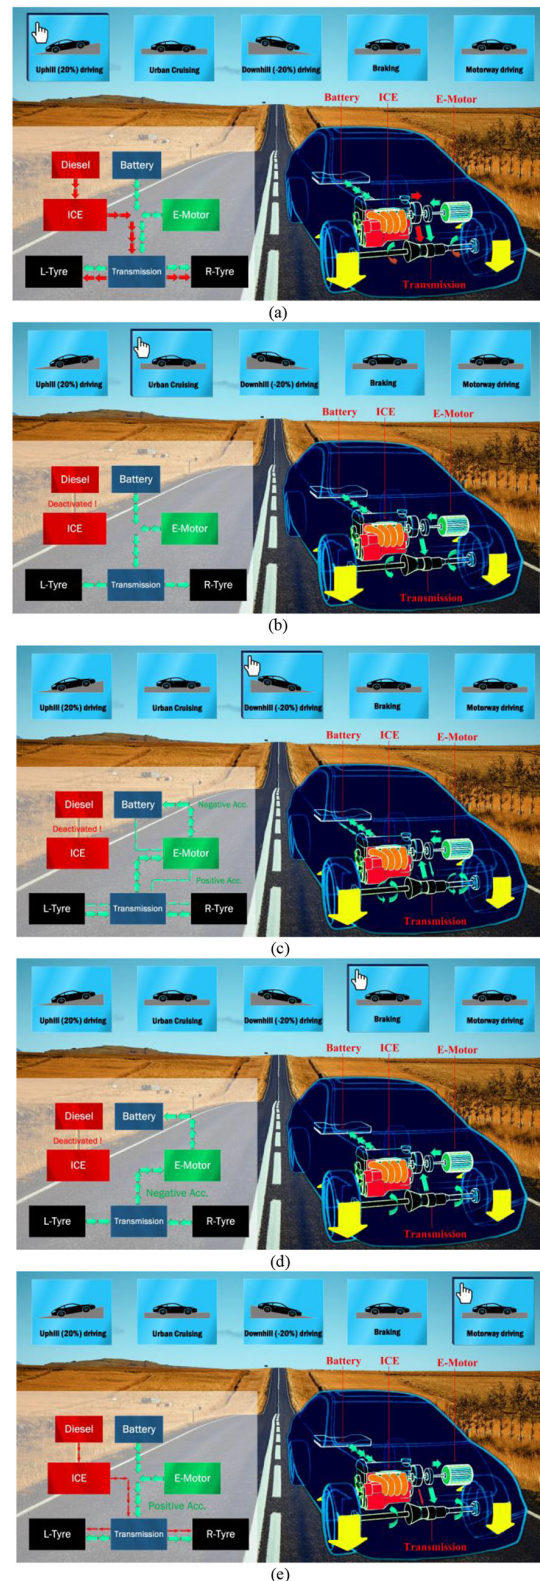 Uphill (20%) driving
Urban Cruising
Downhill (-20%) driving
Braking
Motorway driving
Battery
ICE
E-Motor
Diesel
Battery
ICE
E-Motor
L-Tyre
Transmission
R-Tyre
Transmission
(a)
Uphill (20%) driving
Urban Cruising
Downhill (-20%) driving
Braking
Motorway driving
Battery
ICE
E-Motor
Diesel
Battery
Deactivated !
ICE
E-Motor
L-Tyre
Transmission
R-Tyre
Transmission
(b)
Uphill (20%) driving
Urban Cruising
Downhill (-20%) driving
Braking
Motorway driving
Battery
ICE
E-Motor
Diesel
Battery
Negative Acc.
Deactivated !
ICE
E-Motor
Positive Acc.
L-Tyre
Transmission
R-Tyre
Transmission
(c)
Uphill (20%) driving
Urban Cruising
Downhill (-20%) driving
Braking
Motorway driving
Battery
ICE
E-Motor
Diesel
Battery
Deactivated !
ICE
E-Motor
Negative Acc.
L-Tyre
Transmission
R-Tyre
Transmission
(d)
Uphill (20%) driving
Urban Cruising
Downhill (-20%) driving
Braking
Motorway driving
Battery
ICE
E-Motor
Diesel
Battery
ICE
E-Motor
Positive Acc.
L-Tyre
Transmission
R-Tyre
Transmission
(e)